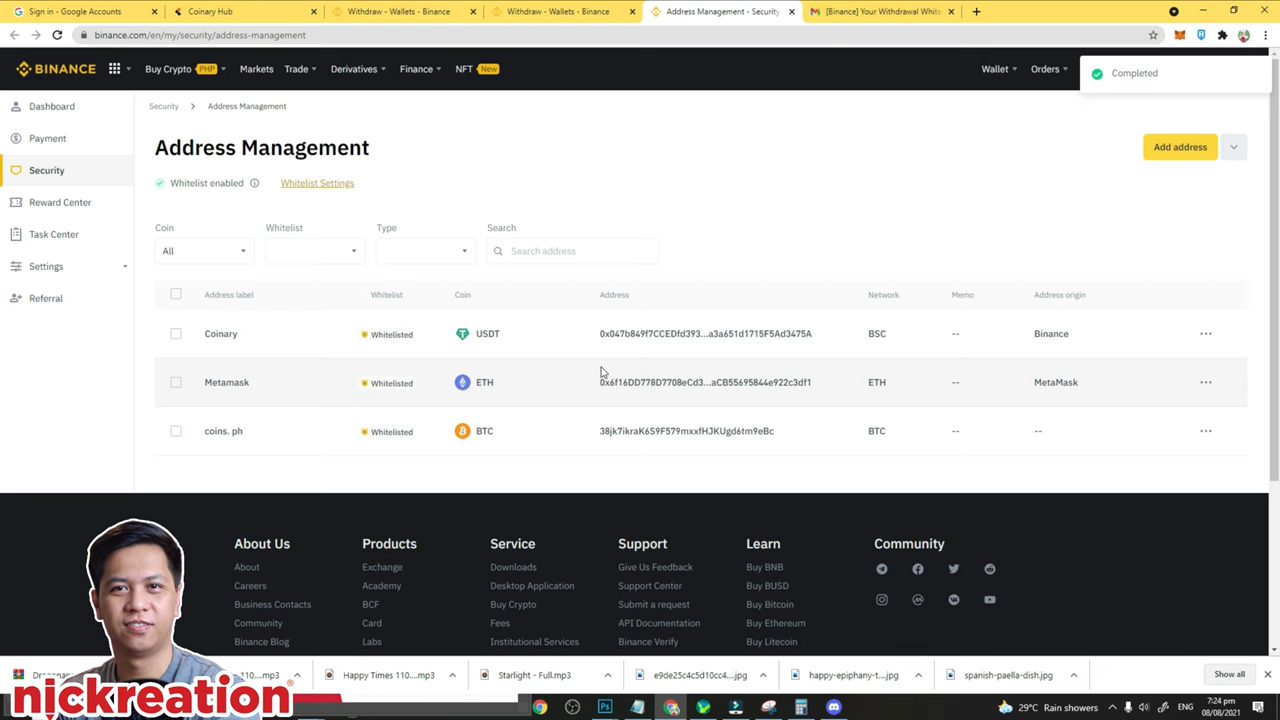 Sign in - Google Accounts
Coinary Hub
Withdraw - Wallets - Binance
Withdraw - Wallets - Binance
Address Management - Security
[Binance] Your Withdrawal White
binance.com/en/my/security/address-management
BINANCE
Buy Crypto PHP
Markets
Trade
Derivatives
Finance
NFT New
Wallet
Orders
Completed
Dashboard
Payment
Security
Reward Center
Task Center
Settings
Referral
Security > Address Management
Address Management
Add address
Whitelist enabled
Whitelist Settings
Coin
Whitelist
Type
Search
All
Search address
Address label Whitelist Coin Address Network Memo Address origin
Coinary Whitelisted USDT 0x047b849f7CCEDfd393...a3a651d1715F5Ad3475A BSC -- Binance
Metamask Whitelisted ETH 0x6f16DD778D7708eCd3...aCB55695844e922c3df1 ETH -- MetaMask
coins. ph Whitelisted BTC 38jk7ikraK6S9F579mxxfHJKUgd6tm9eBc BTC -- --
About Us
About
Careers
Business Contacts
Community
Binance Blog
Products
Exchange
Academy
BCF
Card
Labs
Service
Downloads
Desktop Application
Buy Crypto
Fees
Institutional Services
Support
Give Us Feedback
Support Center
Submit a request
API Documentation
Binance Verify
Learn
Buy BNB
Buy BUSD
Buy Bitcoin
Buy Ethereum
Buy Litecoin
Community
110....mp3
Happy Times 110....mp3
Starlight - Full.mp3
e9de25c4c5d10cc4....jpg
happy-epiphany-t....jpg
spanish-paella-dish.jpg
Show all
nickreation®
29°C Rain showers
ENG
7:24 pm
08/08/2021